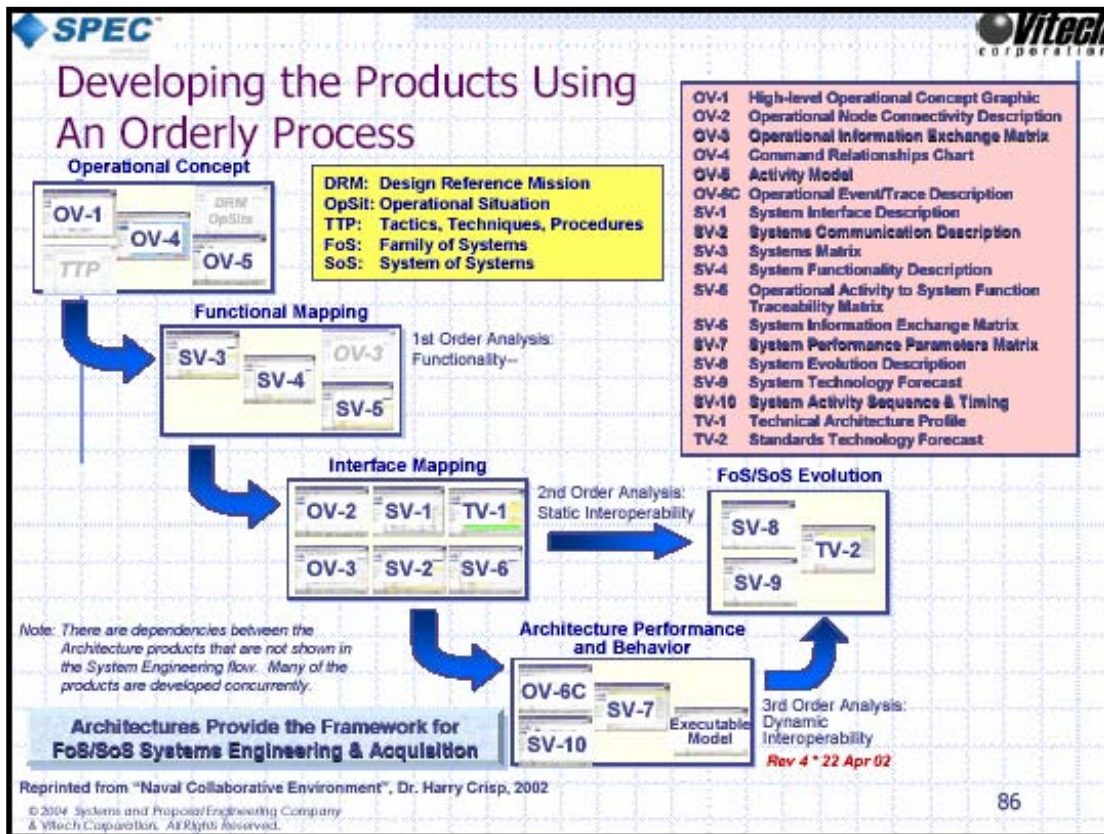 SPEC
Vitech
corporation
Developing the Products Using
An Orderly Process
Operational Concept
OV-1
OV-4
DRM
OpSits
TTP
OV-5
DRM: Design Reference Mission
OpSit: Operational Situation
TTP: Tactics, Techniques, Procedures
FoS: Family of Systems
SoS: System of Systems
OV-1 High-level Operational Concept Graphic
OV-2 Operational Node Connectivity Description
OV-3 Operational Information Exchange Matrix
OV-4 Command Relationships Chart
OV-5 Activity Model
OV-6C Operational Event/Trace Description
SV-1 System Interface Description
SV-2 Systems Communication Description
SV-3 Systems Matrix
SV-4 System Functionality Description
SV-5 Operational Activity to System Function
Traceability Matrix
SV-6 System Information Exchange Matrix
SV-7 System Performance Parameters Matrix
SV-8 System Evolution Description
SV-9 System Technology Forecast
SV-10 System Activity Sequence & Timing
TV-1 Technical Architecture Profile
TV-2 Standards Technology Forecast
Functional Mapping
SV-3
SV-4
OV-3
SV-5
1st Order Analysis:
Functionality--
Interface Mapping
OV-2 SV-1 TV-1
OV-3 SV-2 SV-6
2nd Order Analysis:
Static Interoperability
FoS/SoS Evolution
SV-8
TV-2
SV-9
Note: There are dependencies between the
Architecture products that are not shown in
the System Engineering flow. Many of the
products are developed concurrently.
Architecture Performance
and Behavior
OV-6C
SV-7
SV-10
Executable
Model
3rd Order Analysis:
Dynamic
Interoperability
Rev 4 * 22 Apr 02
Architectures Provide the Framework for
FoS/SoS Systems Engineering & Acquisition
Reprinted from "Naval Collaborative Environment", Dr. Harry Crisp, 2002
© 2004 Systems and Proposal Engineering Company
& Vitech Corporation. All Rights Reserved.
86